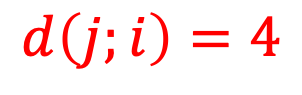 d(j; i) = 4